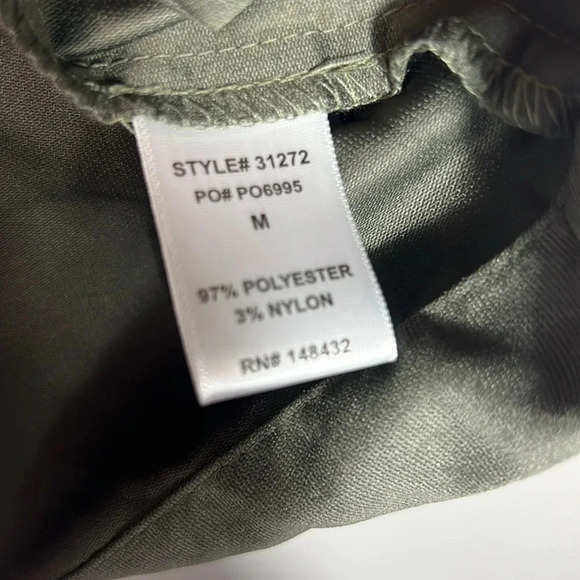 STYLE# 31272
PO# PO6995
M
97% POLYESTER
3% NYLON
RN# 148432